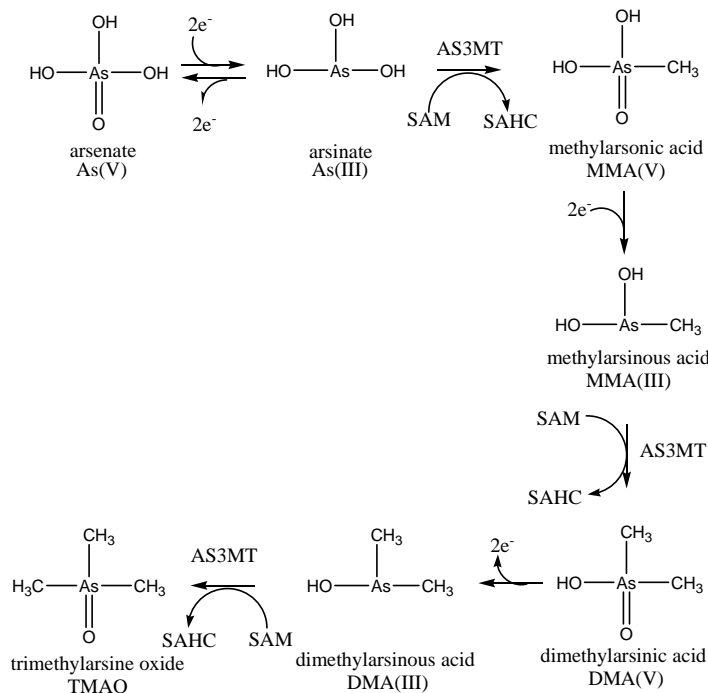 OH
OH
2e-
AS3MT
OH
HO
As
OH
HO
As
OH
HO
As
CH3
O
2e-
SAM
SAHC
O
arsenate
As(V)
arsinate
As(III)
methylarsonic acid
MMA(V)
2e-
OH
HO
As
CH3
methylarsinous acid
MMA(III)
SAM
AS3MT
SAHC
CH3
AS3MT
CH3
2e-
CH3
H3C
As
CH3
HO
As
CH3
HO
As
CH3
O
SAHC
SAM
O
trimethylarsine oxide
TMAO
dimethylarsinous acid
DMA(III)
dimethylarsinic acid
DMA(V)